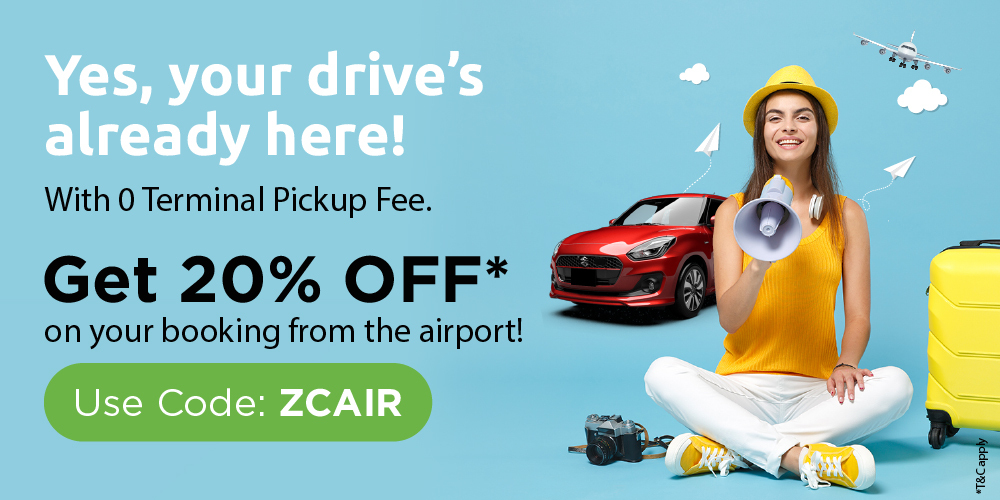 Yes, your drive's
already here!
With 0 Terminal Pickup Fee.
Get 20% OFF*
on your booking from the airport!
Use Code: ZCAIR
*T&C apply